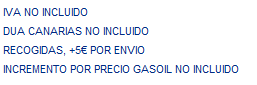 IVA NO INCLUIDO
DUA CANARIAS NO INCLUIDO
RECOGIDAS, +5€ POR ENVIO
INCREMENTO POR PRECIO GASOIL NO INCLUIDO